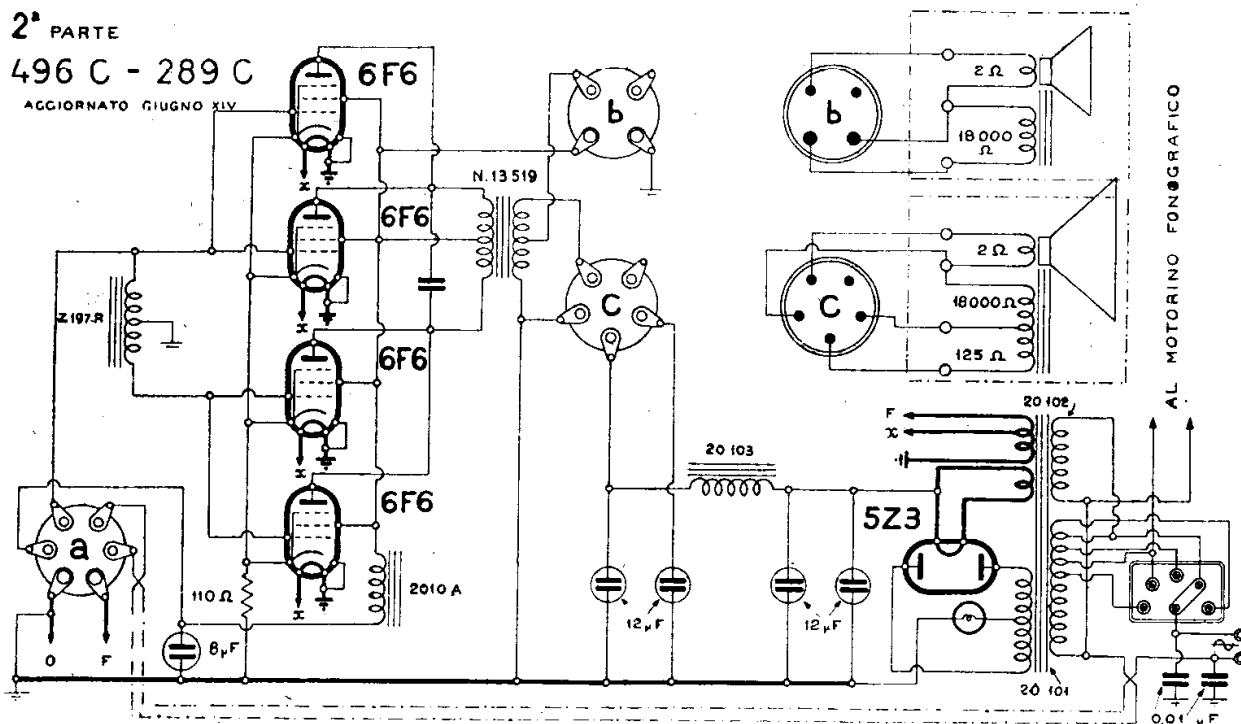 2ª PARTE
496 C - 289 C
AGGIORNATO GIUGNO XIV
6F6
x
6F6
x
6F6
x
6F6
x
N. 13 519
Z 197-R
a
O
F
110 Ω
8 μF
2010 A
b
C
b
2 Ω
18 000 Ω
C
2 Ω
18000 Ω
125 Ω
AL MOTORINO FONOGRAFICO
20 103
12 μF
12 μF
5Z3
F
x
20 102
20 101
0.01 μF